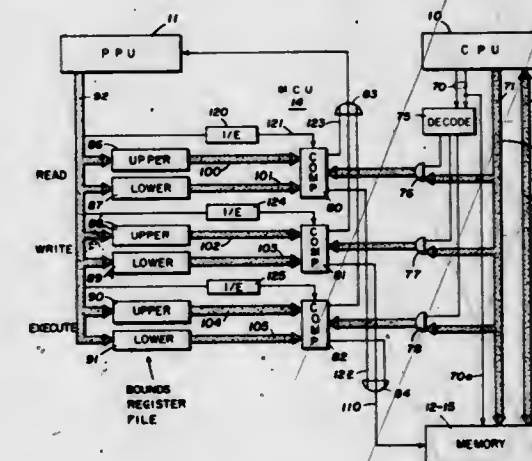 11
PPU
10
CPU
92
MCU
14
83
70
71
120
I/E
121
123
75
DECODE
86
UPPER
100
COMP
READ
76
87
LOWER
101
80
124
I/E
UPPER
102
COMP
WRITE
77
89
LOWER
103
81
125
I/E
90
UPPER
104
COMP
EXECUTE
78
LOWER
105
82
91
122
84
70a
BOUNDS
REGISTER
FILE
110
12-15
MEMORY